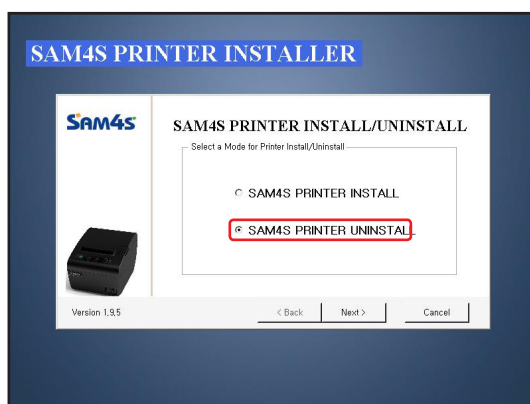 SAM4S PRINTER INSTALLER
SAM4S
SAM4S PRINTER INSTALL/UNINSTALL
Select a Mode for Printer Install/Uninstall
SAM4S PRINTER INSTALL
SAM4S PRINTER UNINSTALL
Version 1,9,5
< Back
Next >
Cancel